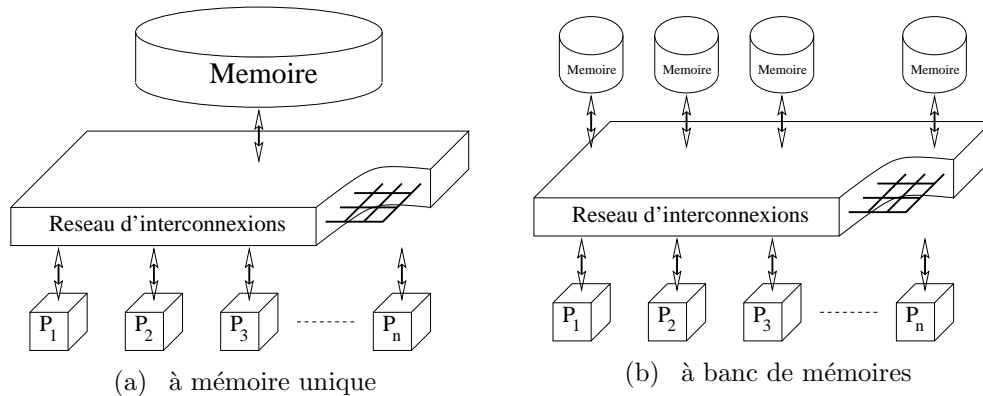 Memoire
Reseau d'interconnexions
P1 P2 P3 Pn
(a) à mémoire unique
Memoire Memoire Memoire Memoire
Reseau d'interconnexions
P1 P2 P3 Pn
(b) à banc de mémoires